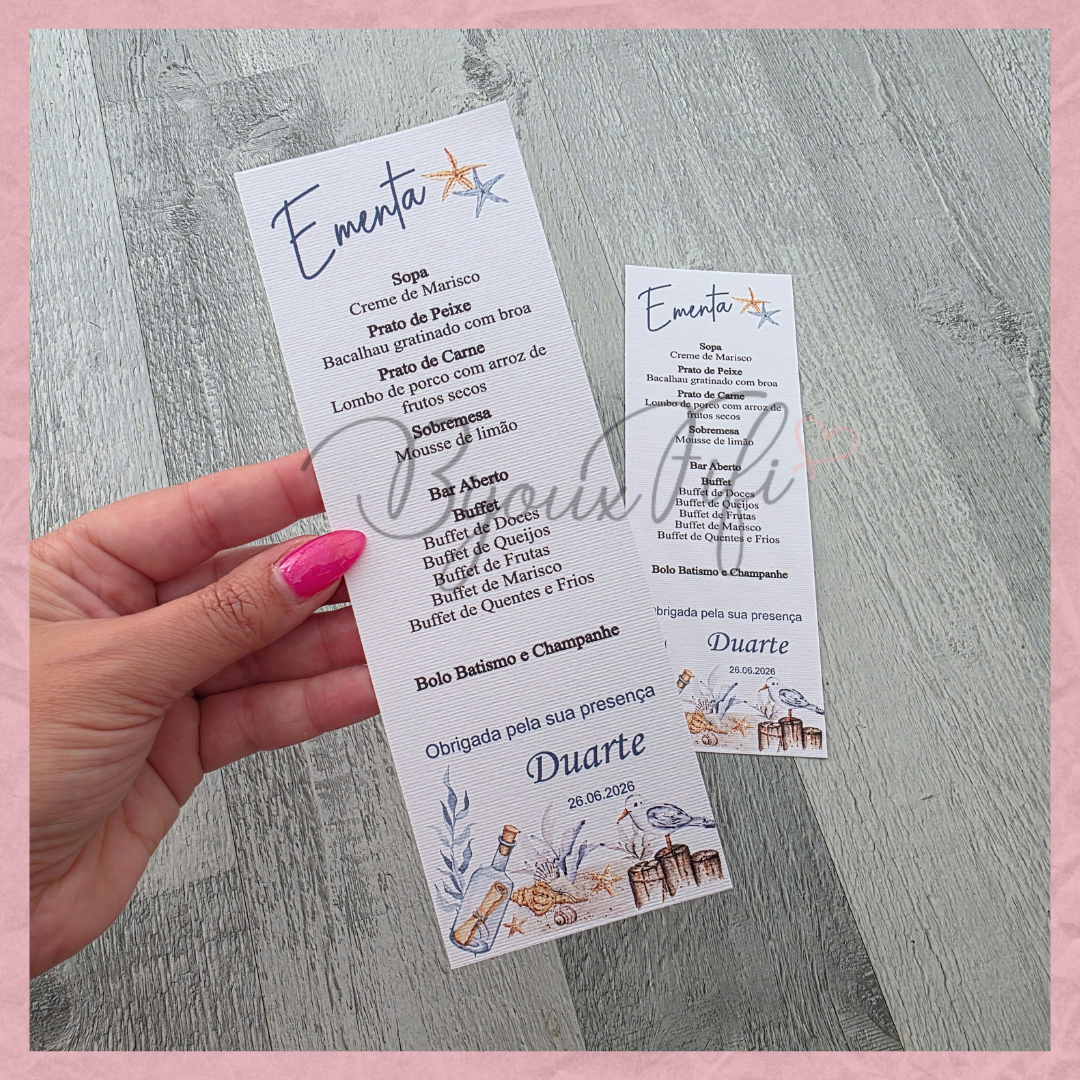 Ementa
Sopa
Creme de Marisco
Prato de Peixe
Bacalhau gratinado com broa
Prato de Carne
Lombo de porco com arroz de
frutos secos
Sobremesa
Mousse de limão
Bar Aberto
Buffet
Buffet de Doces
Buffet de Queijos
Buffet de Frutas
Buffet de Marisco
Buffet de Quentes e Frios
Bolo Batismo e Champanhe
Obrigada pela sua presença
Duarte
26.06.2026
Ementa
Sopa
Creme de Marisco
Prato de Peixe
Bacalhau gratinado com broa
Prato de Carne
Lombo de porco com arroz de
frutos secos
Sobremesa
Mousse de limão
Bar Aberto
Buffet
Buffet de Doces
Buffet de Queijos
Buffet de Frutas
Buffet de Marisco
Buffet de Quentes e Frios
Bolo Batismo e Champanhe
Obrigada pela sua presença
Duarte
26.06.2026
Bijoux Fifi